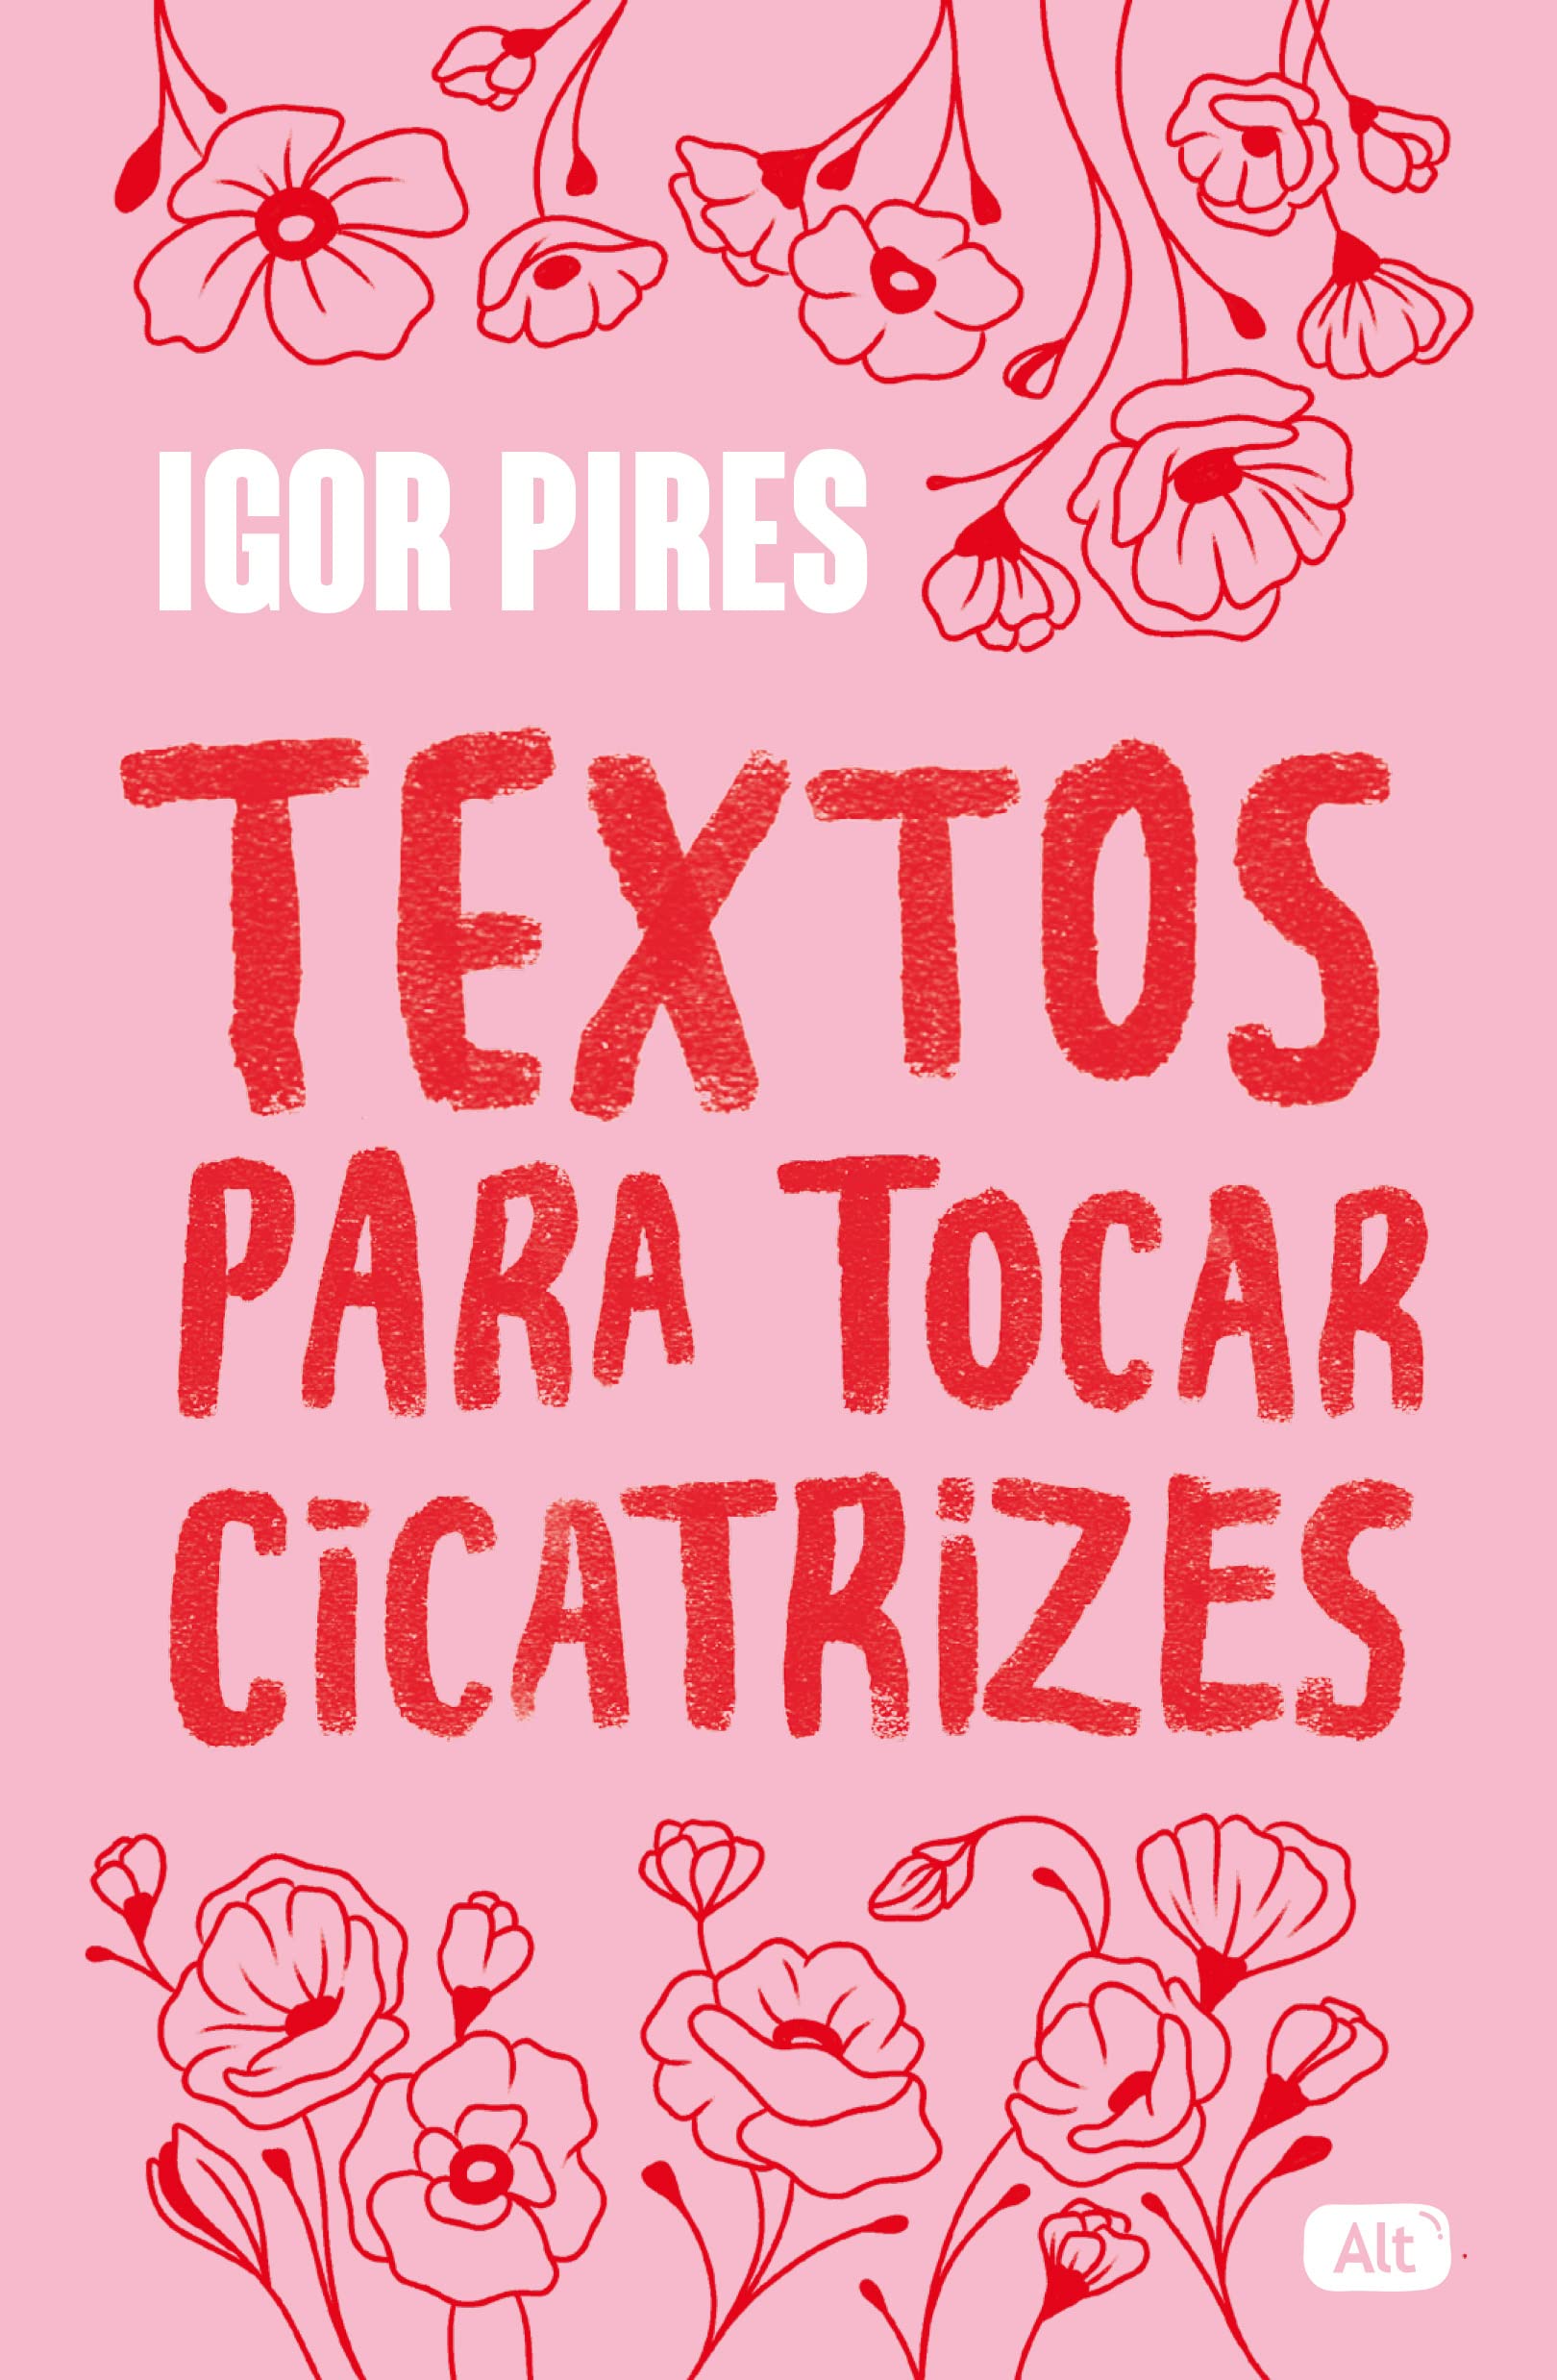 IGOR PIRES
TEXTOS
PARA TOCAR
CICATRIZES
Alt